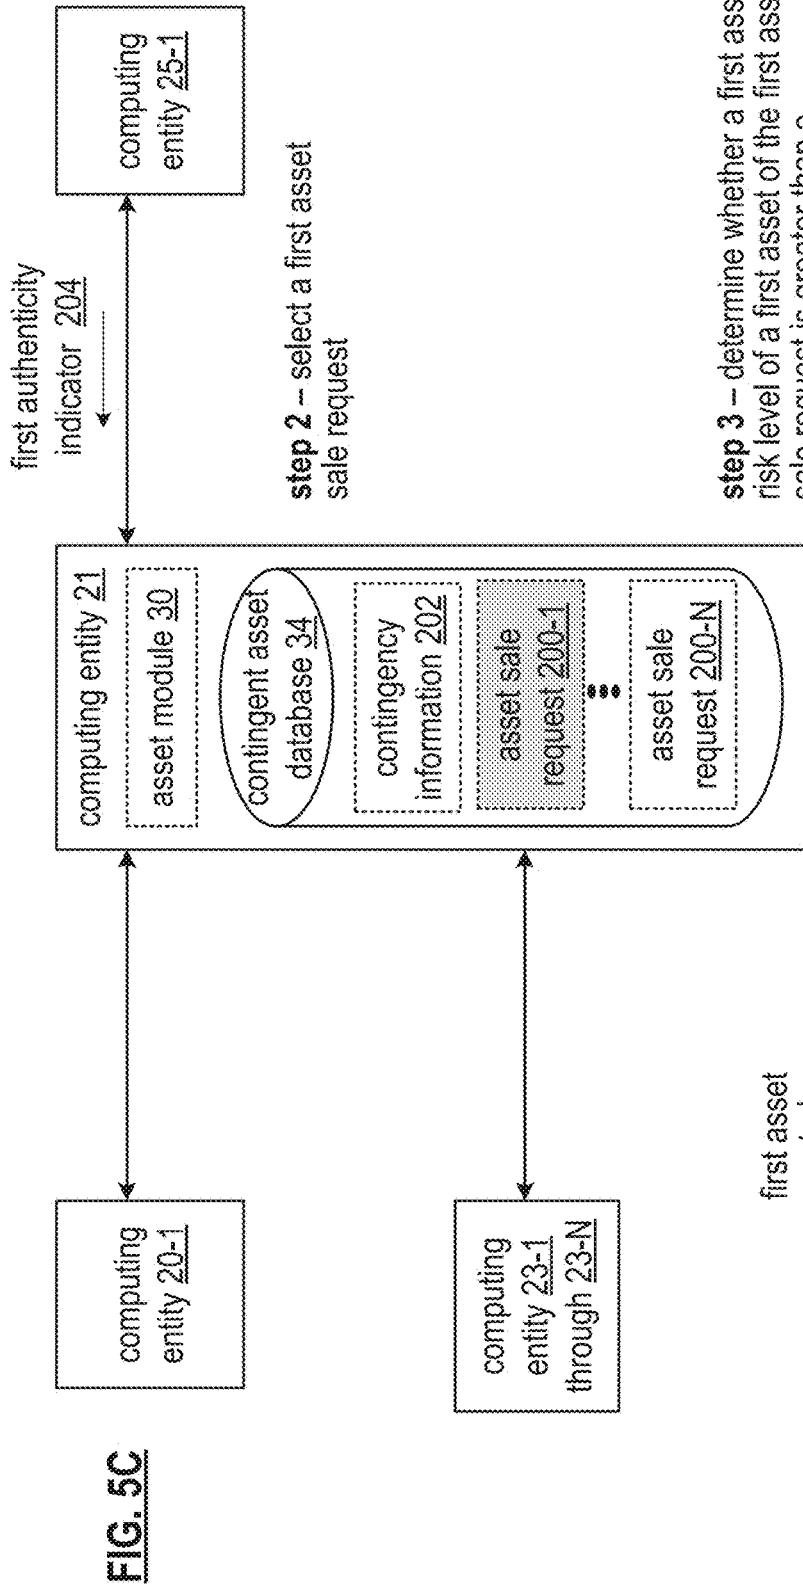 FIG. 5C
computing
entity 20-1
computing
entity 23-1
through 23-N
computing entity 21
asset module 30
contingent asset
database 34
contingency
information 202
asset sale
request 200-1
asset sale
request 200-N
first authenticity
indicator 204
computing
entity 25-1
step 2 – select a first asset
sale request
first asset
step 3 – determine whether a first ass
risk level of a first asset of the first ass
sale request is greater than a